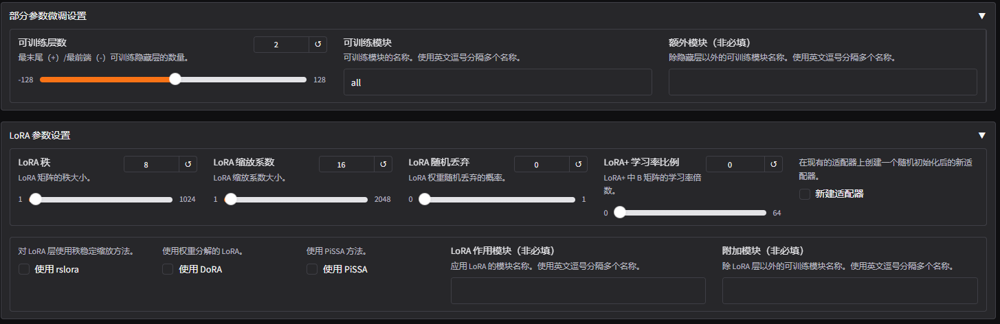 部分参数微调设置
▼
可训练层数
2
↺
最末尾（+）/最前端（-）可训练隐藏层的数量。
-128
128
可训练模块
可训练模块的名称。使用英文逗号分隔多个名称。
all
额外模块（非必填）
除隐藏层以外的可训练模块名称。使用英文逗号分隔多个名称。
LoRA 参数设置
▼
LoRA 秩
8
↺
LoRA 矩阵的秩大小。
1
1024
LoRA 缩放系数
16
↺
LoRA 缩放系数大小。
1
2048
LoRA 随机丢弃
0
↺
LoRA 权重随机丢弃的概率。
0
1
LoRA+ 学习率比例
0
↺
LoRA+ 中 B 矩阵的学习率倍
数。
0
64
在现有的适配器上创建一个随机初始化后的新适
配器。
新建适配器
对 LoRA 层使用秩稳定缩放方法。
使用 rslora
使用权重分解的 LoRA。
使用 DoRA
使用 PiSSA 方法。
使用 PiSSA
LoRA 作用模块（非必填）
应用 LoRA 的模块名称。使用英文逗号分隔多个名称。
附加模块（非必填）
除 LoRA 层以外的可训练模块名称。使用英文逗号分隔多个名称。